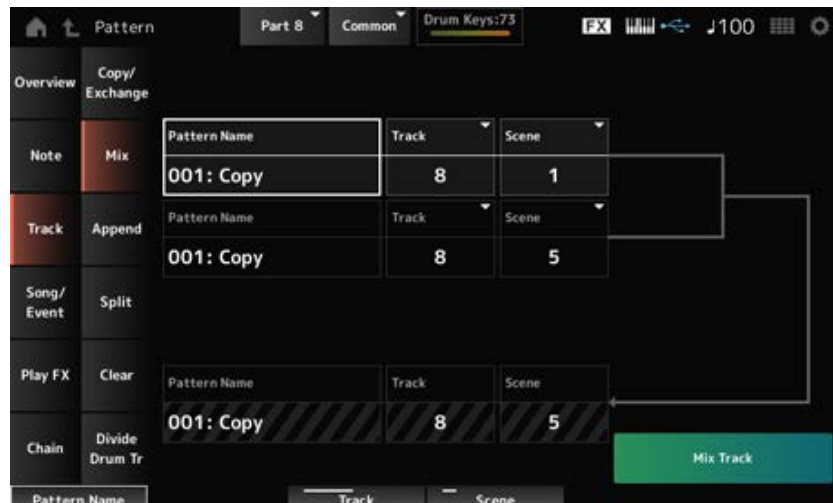 Pattern
Part 8
Common
Drum Keys:73
FX
♩100
Overview
Copy/
Exchange
Note
Mix
Track
Append
Song/
Event
Split
Play FX
Clear
Chain
Divide
Drum Tr
Pattern Name Track Scene
001: Copy 8 1
Pattern Name Track Scene
001: Copy 8 5
Pattern Name Track Scene
001: Copy 8 5
Mix Track
Pattern Name Track Scene